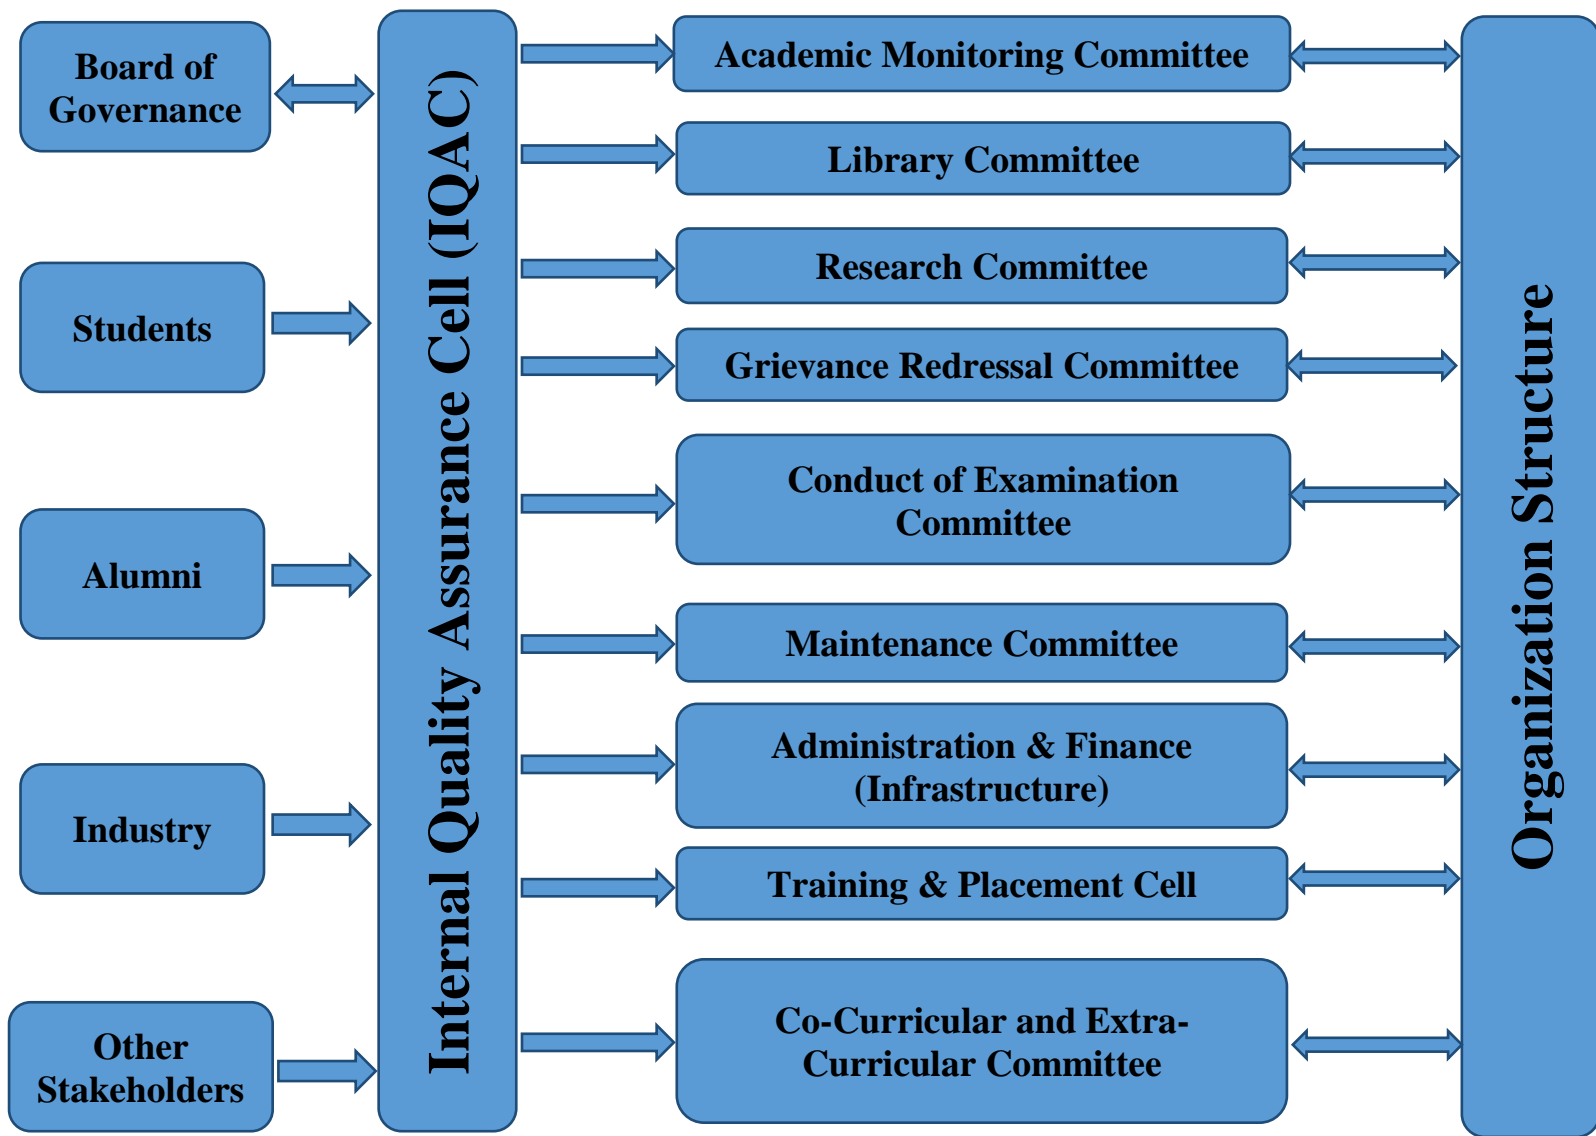 Board of
Governance
Students
Alumni
Industry
Other
Stakeholders
Internal Quality Assurance Cell (IQAC)
Academic Monitoring Committee
Library Committee
Research Committee
Grievance Redressal Committee
Conduct of Examination
Committee
Maintenance Committee
Administration & Finance
(Infrastructure)
Training & Placement Cell
Co-Curricular and Extra-
Curricular Committee
Organization Structure